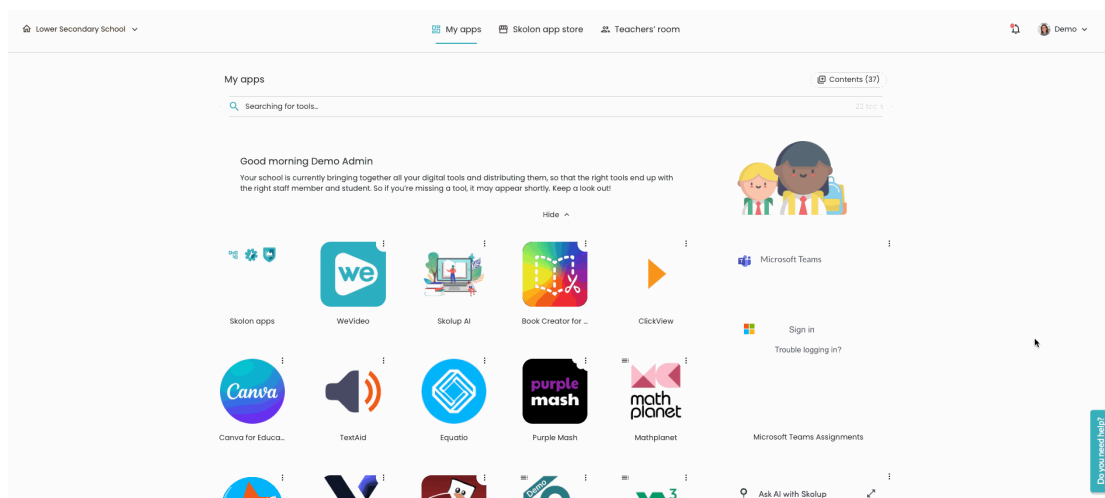 Lower Secondary School
My apps
Skolon app store
Teachers' room
Demo
My apps
Contents (37)
Searching for tools...
Good morning Demo Admin
Your school is currently bringing together all your digital tools and distributing them, so that the right tools end up with
the right staff member and student. So if you're missing a tool, it may appear shortly. Keep a look out!
Hide
we
Microsoft Teams
Skolon apps
WeVideo
Skolup AI
Book Creator for ...
ClickView
Sign in
Trouble logging in?
Canva
purple
mash
math
planet
Canva for Educa...
TextAid
Equatio
Purple Mash
Mathplanet
Microsoft Teams Assignments
Demo
3
Ask AI with Skolup
Do you need help?